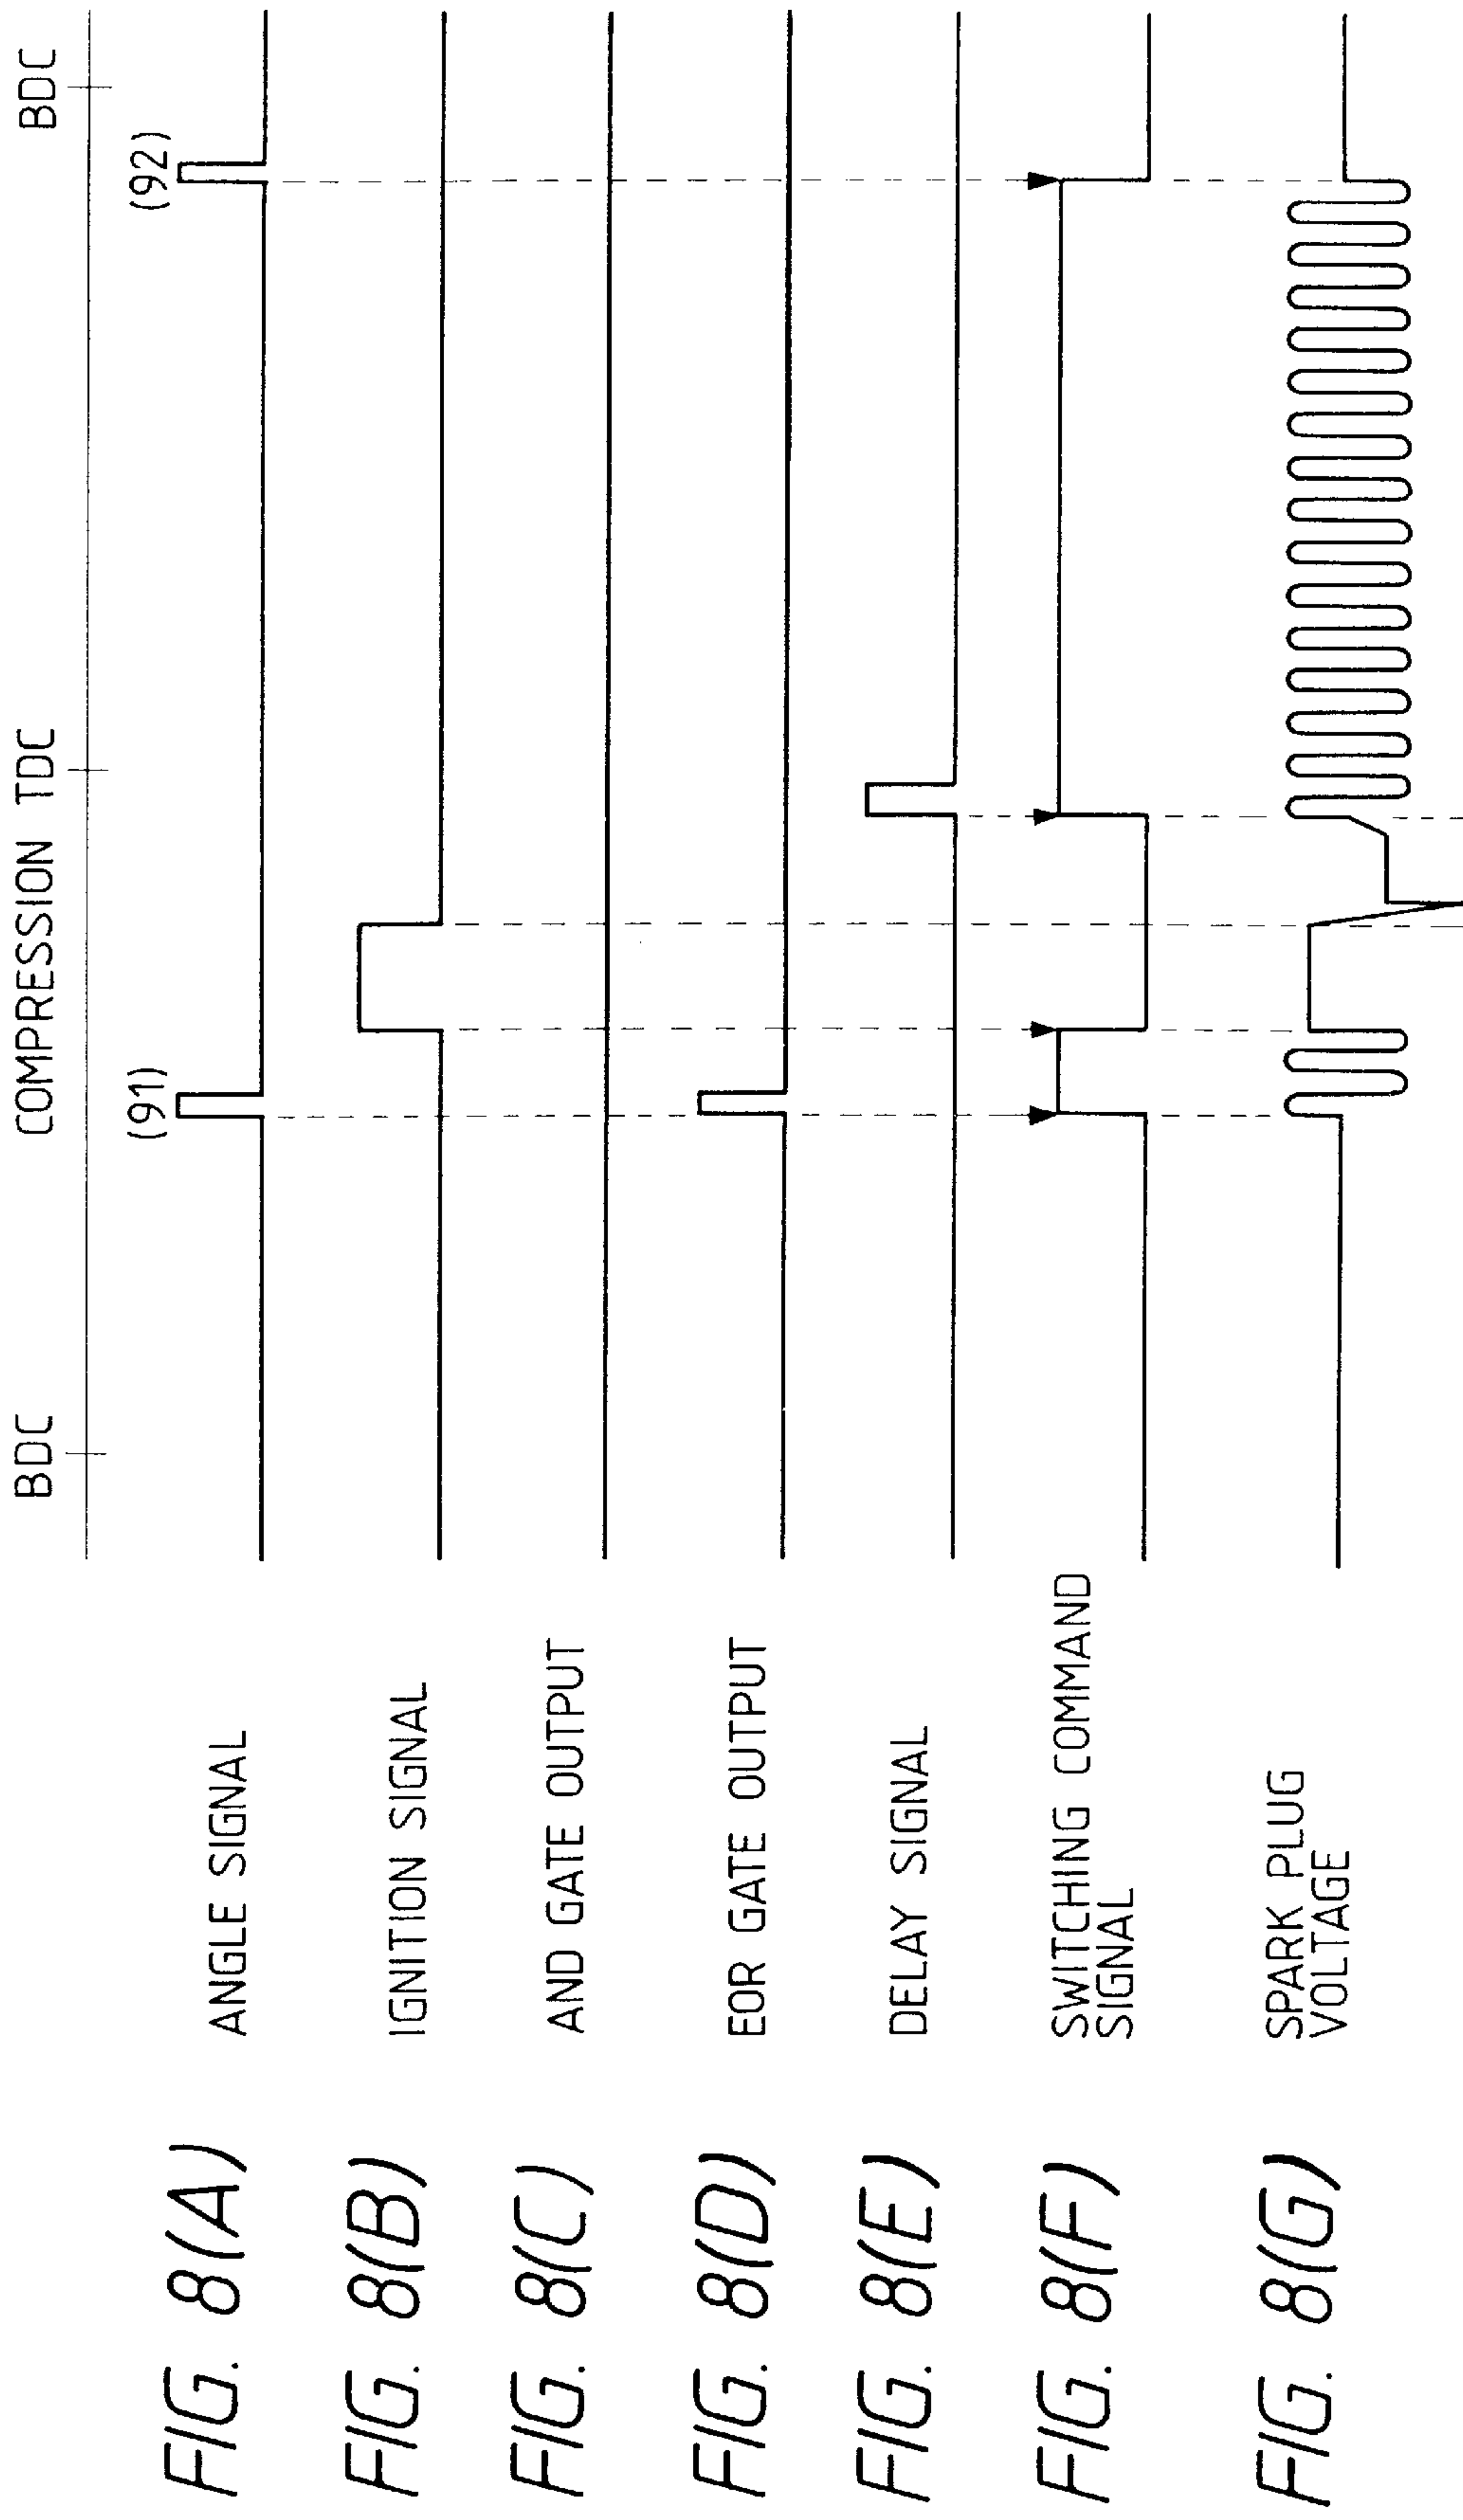 BDC
COMPRESSION TDC
BDC
(91)
(92)
FIG. 8(A)
ANGLE SIGNAL
FIG. 8(B)
IGNITION SIGNAL
FIG. 8(C)
AND GATE OUTPUT
FIG. 8(D)
EOR GATE OUTPUT
FIG. 8(E)
DELAY SIGNAL
FIG. 8(F)
SWITCHING COMMAND
SIGNAL
FIG. 8(G)
SPARK PLUG
VOLTAGE